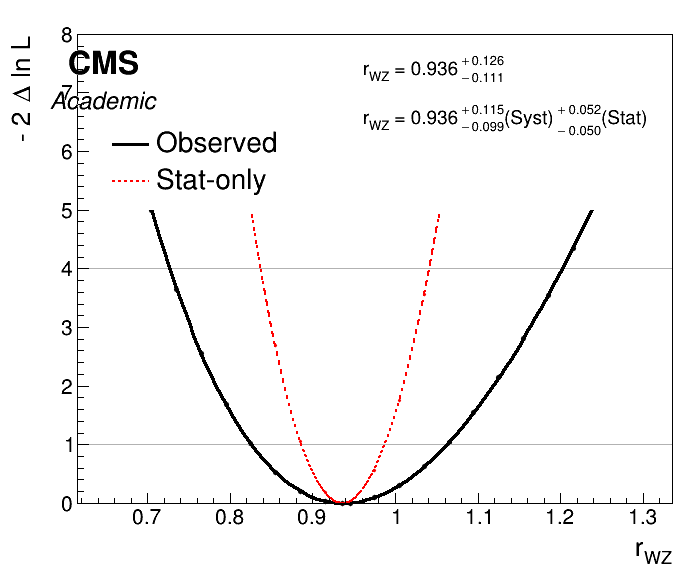 - 2 Δ ln L
CMS
Academic
r_WZ = 0.936 +0.126 −0.111
r_WZ = 0.936 +0.115 −0.099 (Syst) +0.052 −0.050 (Stat)
Observed
Stat-only
8
7
6
5
4
3
2
1
0
0.7 0.8 0.9 1 1.1 1.2 1.3
r_WZ